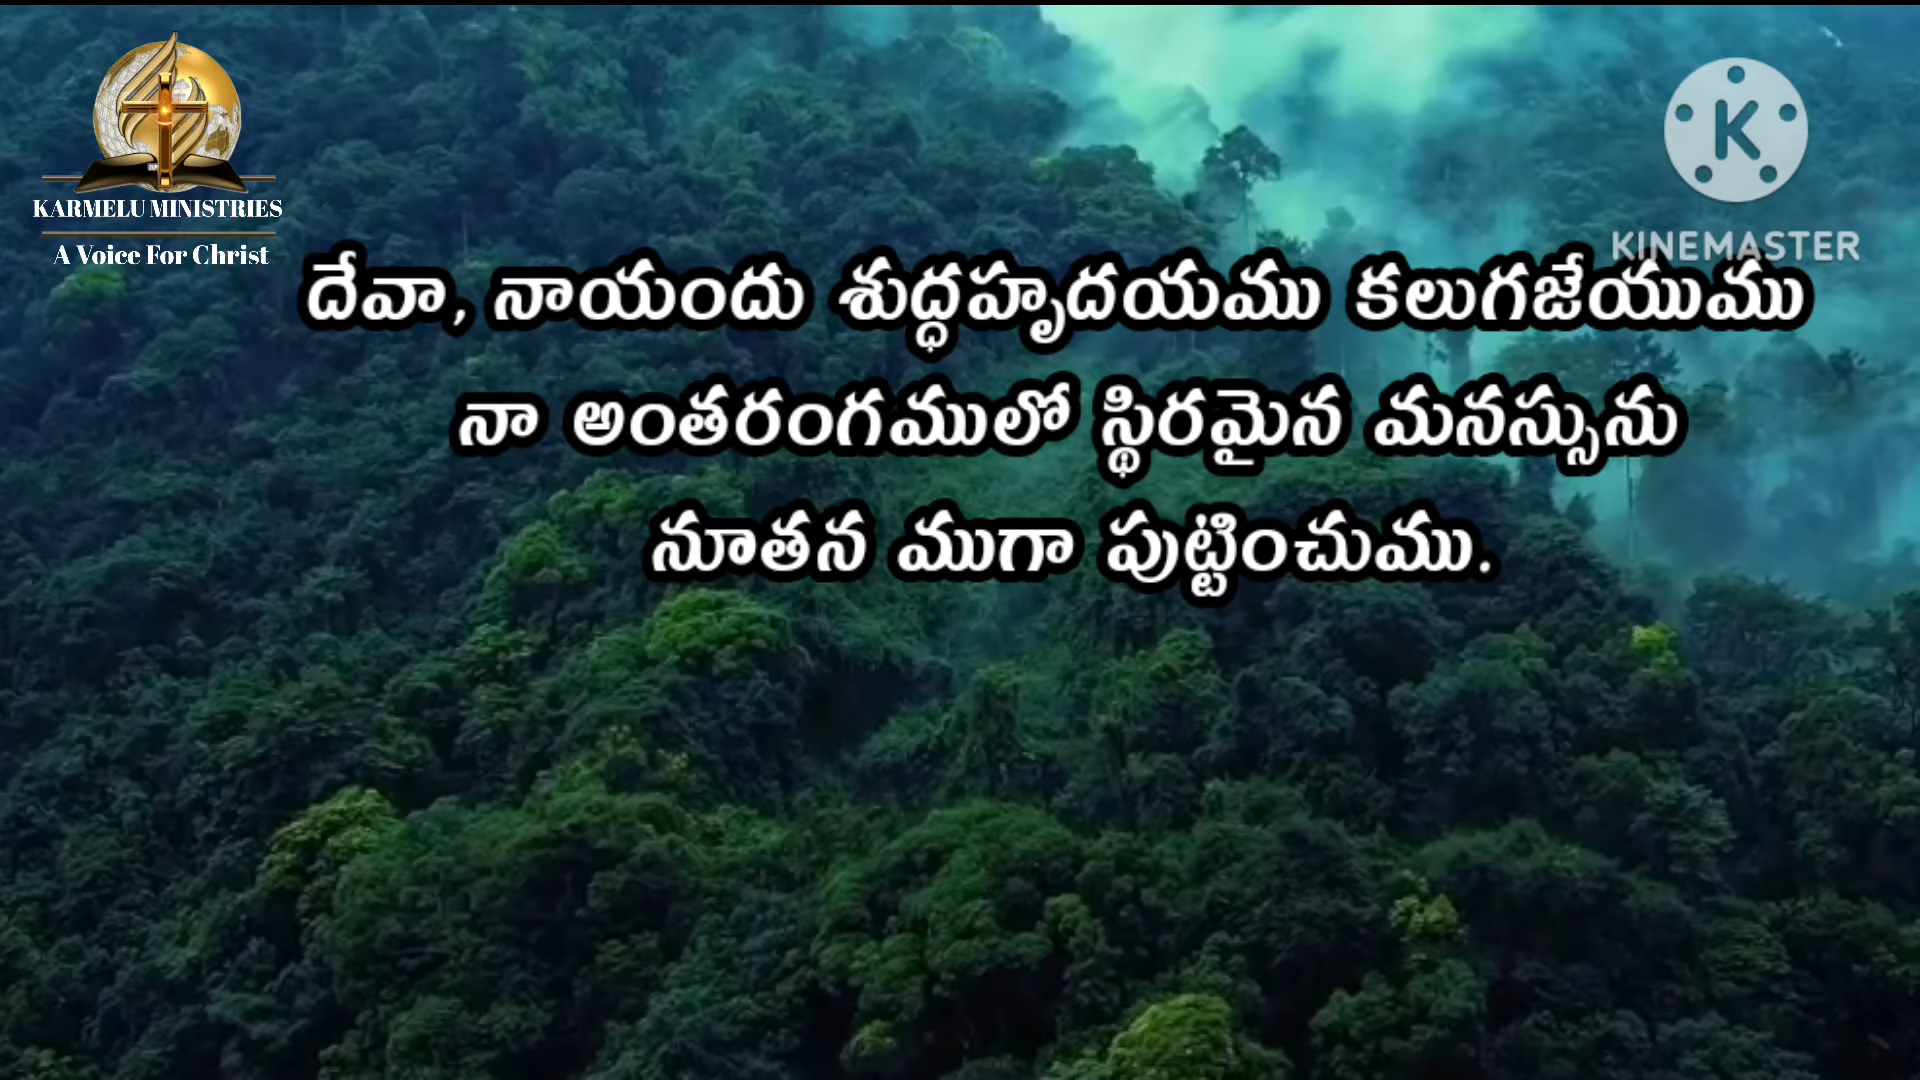 KARMELU MINISTRIES
A Voice For Christ
K
KINEMASTER
దేవా, నాయందు శుద్ధహృదయము కలుగజేయుము
నా అంతరంగములో స్థిరమైన మనస్సును
నూతన ముగా పుట్టించుము.